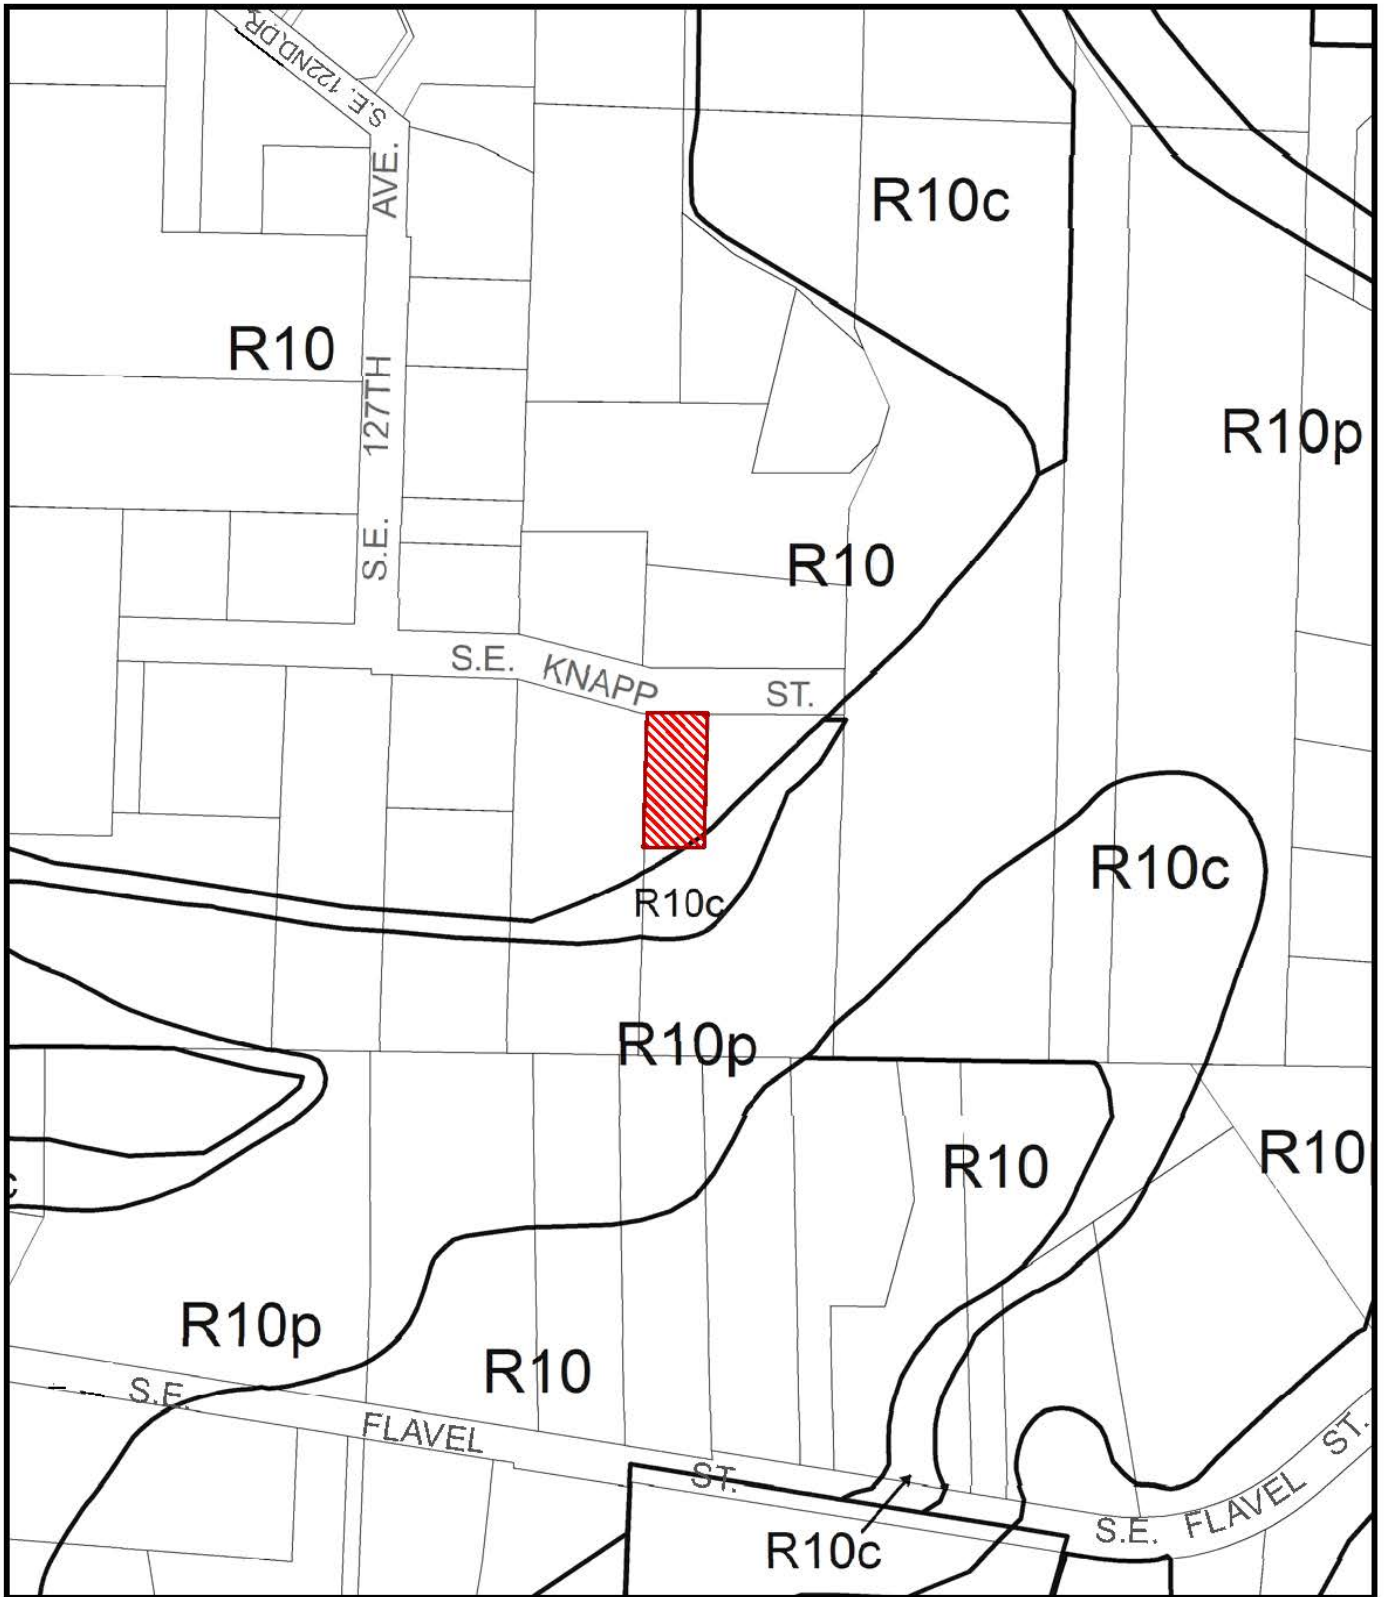 S.E. 122ND DR
AVE.
R10c
R10
127TH
R10p
S.E.
R10
S.E. KNAPP ST.
R10c
R10c
R10p
R10
R10
c
R10p
R10
S.E. FLAVEL ST.
S.E. FLAVEL ST.
R10c